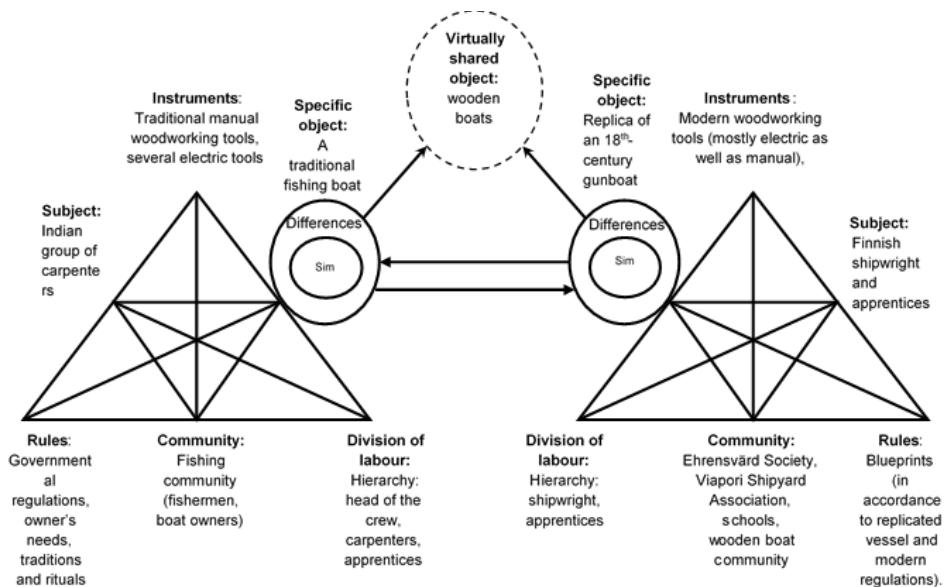 Virtually
shared
object:
wooden
boats
Instruments:
Traditional manual
woodworking tools,
several electric tools
Specific
object:
A
traditional
fishing boat
Specific
object:
Replica of
an 18th-
century
gunboat
Instruments :
Modern woodworking
tools (mostly electric as
well as manual),
Subject:
Indian
group of
carpente
rs
Differences
Sim
Differences
Sim
Subject:
Finnish
shipwright
and
apprentices
Rules:
Government
al
regulations,
owner's
needs,
traditions
and rituals
Community:
Fishing
community
(fishermen,
boat owners)
Division of
labour:
Hierarchy:
head of the
crew,
carpenters,
apprentices
Division of
labour:
Hierarchy:
shipwright,
apprentices
Community:
Ehrensvärd Society,
Viapori Shipyard
Association,
schools,
wooden boat
community
Rules:
Blueprints
(in
accordance
to replicated
vessel and
modern
regulations).